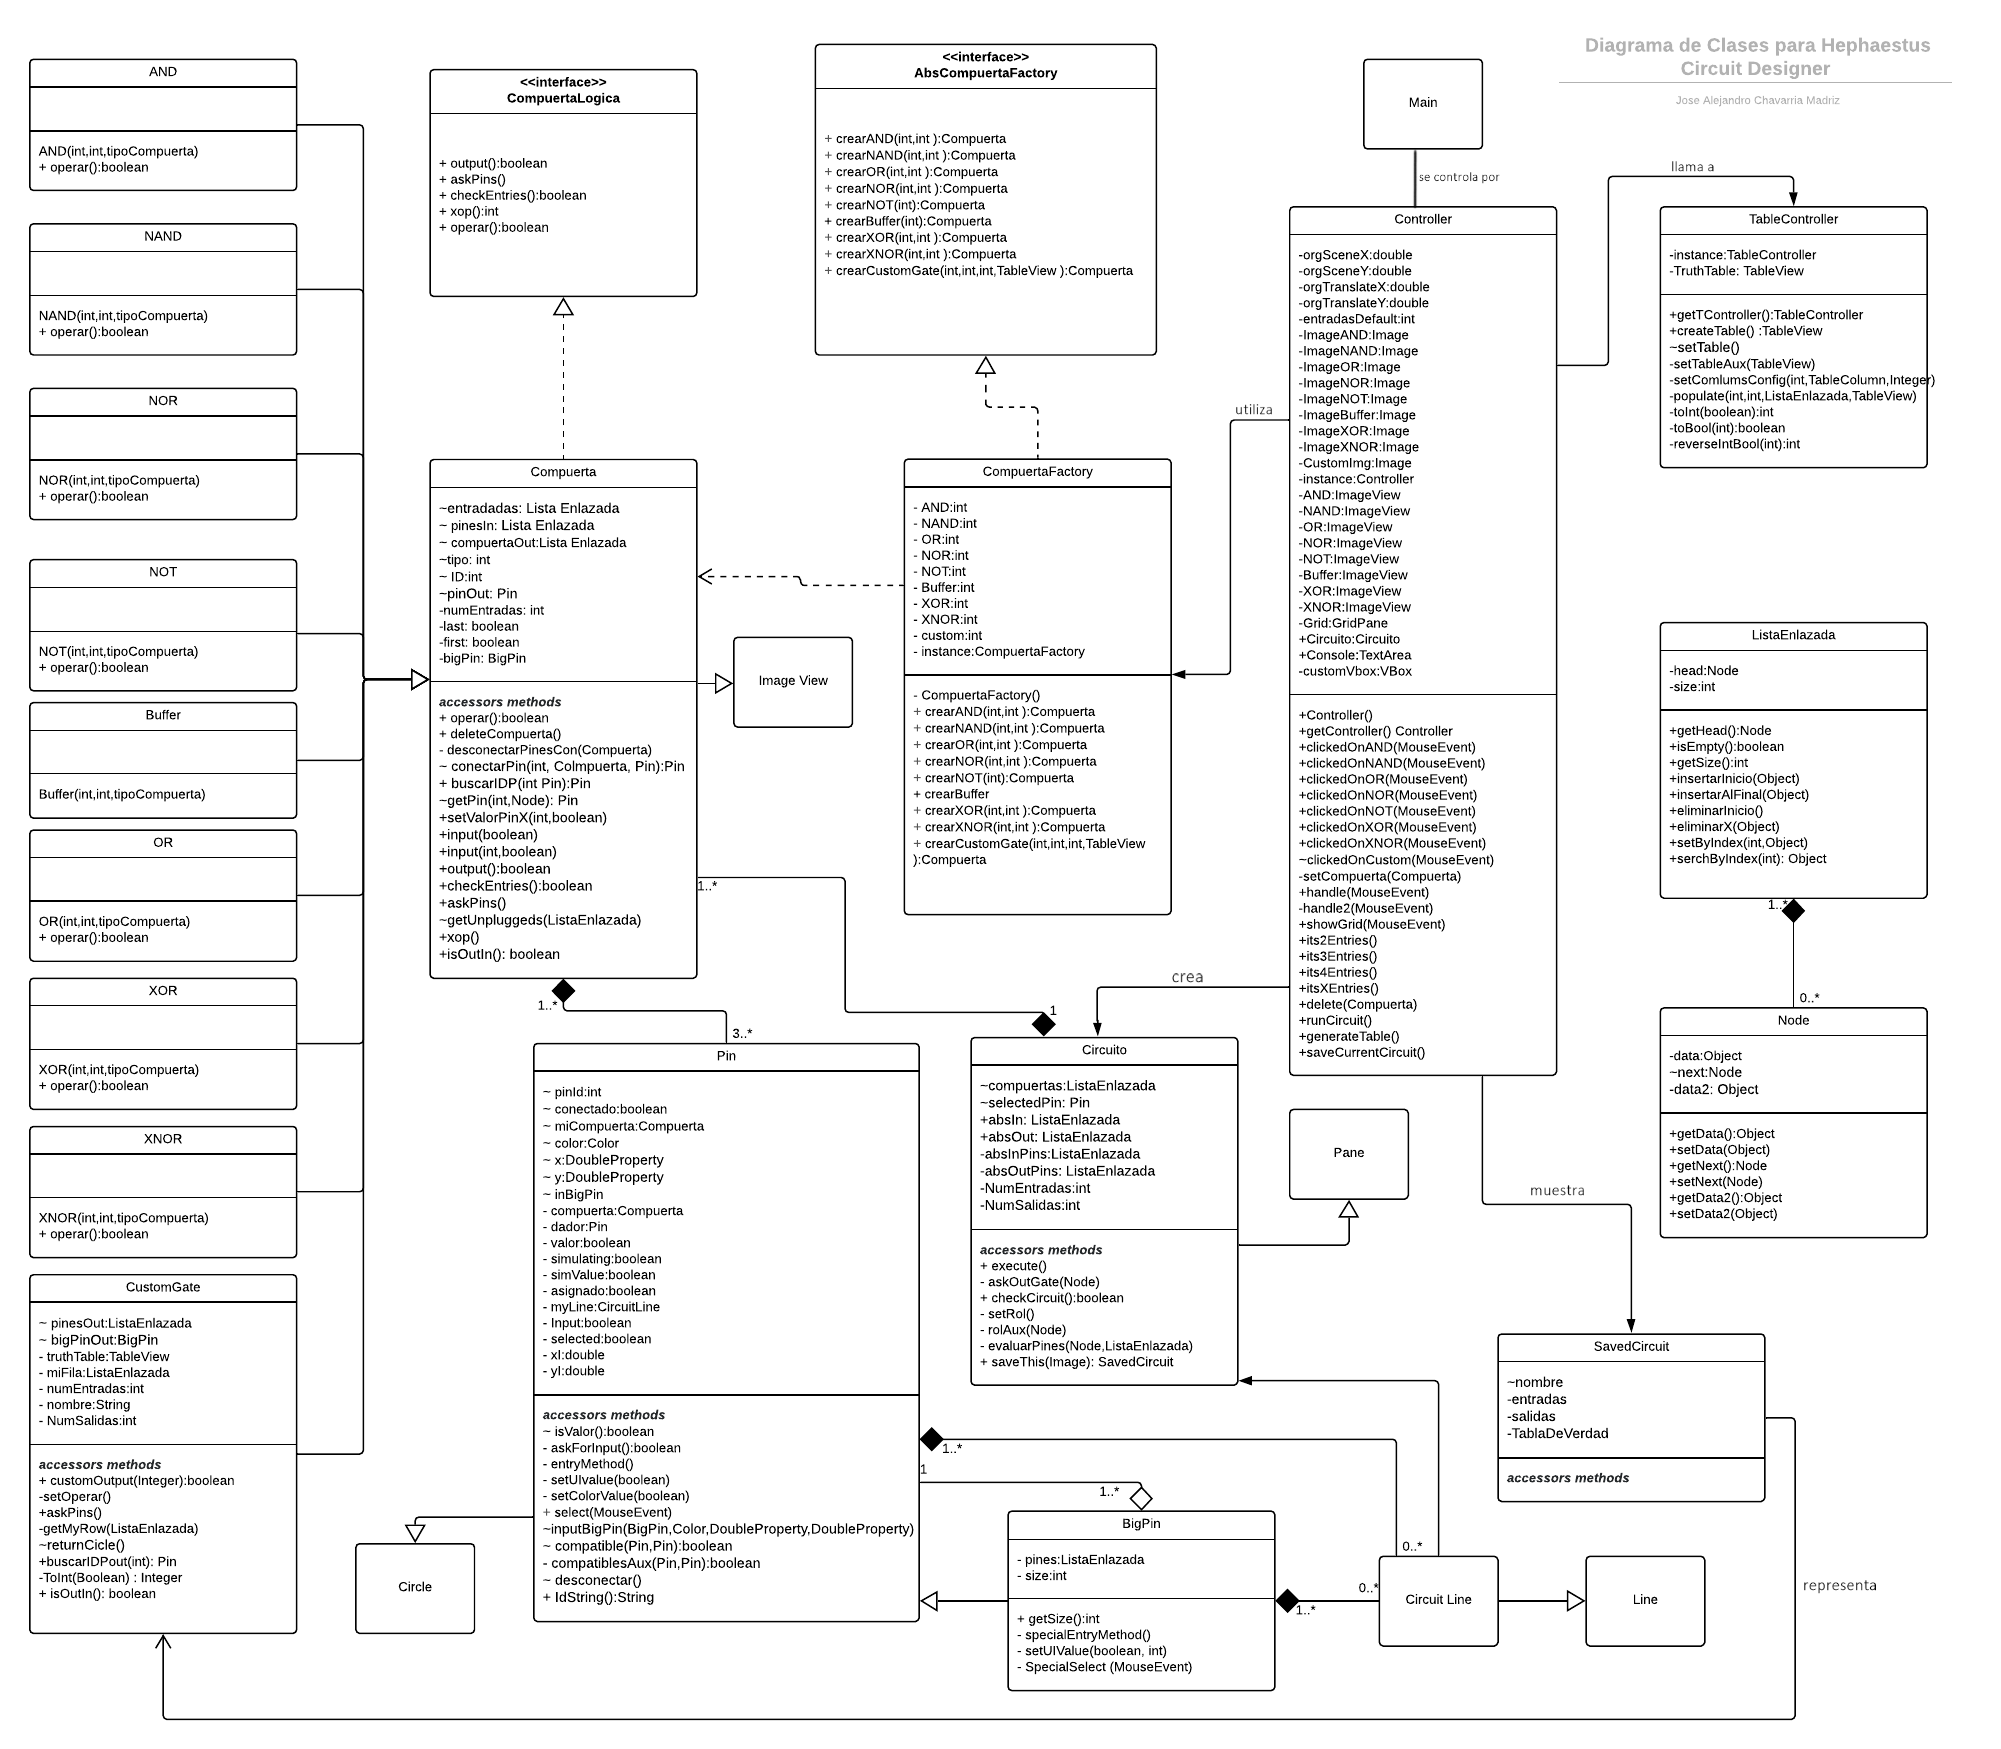 Diagrama de Clases para Hephaestus
Circuit Designer
Jose Alejandro Chavarria Madriz
AND
AND(int,int,tipoCompuerta)
+ operar():boolean
NAND
NAND(int,int,tipoCompuerta)
+ operar():boolean
NOR
NOR(int,int,tipoCompuerta)
+ operar():boolean
NOT
NOT(int,int,tipoCompuerta)
+ operar():boolean
Buffer
Buffer(int,int,tipoCompuerta)
OR
OR(int,int,tipoCompuerta)
+ operar():boolean
XOR
XOR(int,int,tipoCompuerta)
+ operar():boolean
XNOR
XNOR(int,int,tipoCompuerta)
+ operar():boolean
CustomGate
~ pinesOut:ListaEnlazada
~ bigPinOut:BigPin
- truthTable:TableView
- miFila:ListaEnlazada
- numEntradas:int
- nombre:String
- NumSalidas:int
accessors methods
+ customOutput(Integer):boolean
-setOperar()
+askPins()
-getMyRow(ListaEnlazada)
~returnCicle()
+buscarIDPout(int): Pin
-ToInt(Boolean) : Integer
+ isOutIn(): boolean
<<interface>>
CompuertaLogica
+ output():boolean
+ askPins()
+ checkEntries():boolean
+ xop():int
+ operar():boolean
Compuerta
~entradadas: Lista Enlazada
~ pinesIn: Lista Enlazada
~ compuertaOut:Lista Enlazada
~tipo: int
~ ID:int
~pinOut: Pin
-numEntradas: int
-last: boolean
-first: boolean
-bigPin: BigPin
accessors methods
+ operar():boolean
+ deleteCompuerta()
- desconectarPinesCon(Compuerta)
~ conectarPin(int, Colmpuerta, Pin):Pin
+ buscarIDP(int Pin):Pin
~getPin(int,Node): Pin
+setValorPinX(int,boolean)
+input(boolean)
+input(int,boolean)
+output():boolean
+checkEntries():boolean
+askPins()
~getUnpluggeds(ListaEnlazada)
+xop()
+isOutIn(): boolean
1..*
1..*
3..*
Image View
<<interface>>
AbsCompuertaFactory
+ crearAND(int,int ):Compuerta
+ crearNAND(int,int ):Compuerta
+ crearOR(int,int ):Compuerta
+ crearNOR(int,int ):Compuerta
+ crearNOT(int):Compuerta
+ crearBuffer(int):Compuerta
+ crearXOR(int,int ):Compuerta
+ crearXNOR(int,int ):Compuerta
+ crearCustomGate(int,int,int,TableView ):Compuerta
CompuertaFactory
- AND:int
- NAND:int
- OR:int
- NOR:int
- NOT:int
- Buffer:int
- XOR:int
- XNOR:int
- custom:int
- instance:CompuertaFactory
- CompuertaFactory()
+ crearAND(int,int ):Compuerta
+ crearNAND(int,int ):Compuerta
+ crearOR(int,int ):Compuerta
+ crearNOR(int,int ):Compuerta
+ crearNOT(int):Compuerta
+ crearBuffer
+ crearXOR(int,int ):Compuerta
+ crearXNOR(int,int ):Compuerta
+ crearCustomGate(int,int,int,TableView
):Compuerta
Main
se controla por
Controller
-orgSceneX:double
-orgSceneY:double
-orgTranslateX:double
-orgTranslateY:double
-entradasDefault:int
-ImageAND:Image
-ImageNAND:Image
-ImageOR:Image
-ImageNOR:Image
-ImageNOT:Image
-ImageBuffer:Image
-ImageXOR:Image
-ImageXNOR:Image
-CustomImg:Image
-instance:Controller
-AND:ImageView
-NAND:ImageView
-OR:ImageView
-NOR:ImageView
-NOT:ImageView
-Buffer:ImageView
-XOR:ImageView
-XNOR:ImageView
-Grid:GridPane
+Circuito:Circuito
+Console:TextArea
-customVbox:VBox
+Controller()
+getController() Controller
+clickedOnAND(MouseEvent)
+clickedOnNAND(MouseEvent)
+clickedOnOR(MouseEvent)
+clickedOnNOR(MouseEvent)
+clickedOnNOT(MouseEvent)
+clickedOnXOR(MouseEvent)
+clickedOnXNOR(MouseEvent)
~clickedOnCustom(MouseEvent)
-setCompuerta(Compuerta)
+handle(MouseEvent)
-handle2(MouseEvent)
+showGrid(MouseEvent)
+its2Entries()
+its3Entries()
+its4Entries()
+itsXEntries()
+delete(Compuerta)
+runCircuit()
+generateTable()
+saveCurrentCircuit()
utiliza
crea
llama a
muestra
TableController
-instance:TableController
-TruthTable: TableView
+getTController():TableController
+createTable() :TableView
~setTable()
-setTableAux(TableView)
-setComlumsConfig(int,TableColumn,Integer)
-populate(int,int,ListaEnlazada,TableView)
-toInt(boolean):int
-toBool(int):boolean
-reverseIntBool(int):int
ListaEnlazada
-head:Node
-size:int
+getHead():Node
+isEmpty():boolean
+getSize():int
+insertarInicio(Object)
+insertarAlFinal(Object)
+eliminarInicio()
+eliminarX(Object)
+setByIndex(int,Object)
+serchByIndex(int): Object
1..*
0..*
Node
-data:Object
~next:Node
-data2: Object
+getData():Object
+setData(Object)
+getNext():Node
+setNext(Node)
+getData2():Object
+setData2(Object)
Pin
~ pinId:int
~ conectado:boolean
~ miCompuerta:Compuerta
~ color:Color
~ x:DoubleProperty
~ y:DoubleProperty
~ inBigPin
- compuerta:Compuerta
- dador:Pin
- valor:boolean
- simulating:boolean
- simValue:boolean
- asignado:boolean
- myLine:CircuitLine
- Input:boolean
- selected:boolean
- xI:double
- yI:double
accessors methods
~ isValor():boolean
- askForInput():boolean
- entryMethod()
- setUIvalue(boolean)
- setColorValue(boolean)
+ select(MouseEvent)
~inputBigPin(BigPin,Color,DoubleProperty,DoubleProperty)
~ compatible(Pin,Pin):boolean
- compatiblesAux(Pin,Pin):boolean
~ desconectar()
+ IdString():String
Circle
1
Circuito
~compuertas:ListaEnlazada
~selectedPin: Pin
+absIn: ListaEnlazada
+absOut: ListaEnlazada
-absInPins:ListaEnlazada
-absOutPins: ListaEnlazada
-NumEntradas:int
-NumSalidas:int
accessors methods
+ execute()
- askOutGate(Node)
+ checkCircuit():boolean
- setRol()
- rolAux(Node)
- evaluarPines(Node,ListaEnlazada)
+ saveThis(Image): SavedCircuit
Pane
SavedCircuit
~nombre
-entradas
-salidas
-TablaDeVerdad
accessors methods
representa
1..*
1
1..*
BigPin
- pines:ListaEnlazada
- size:int
+ getSize():int
- specialEntryMethod()
- setUIValue(boolean, int)
- SpecialSelect (MouseEvent)
0..*
0..*
1..*
Circuit Line
Line